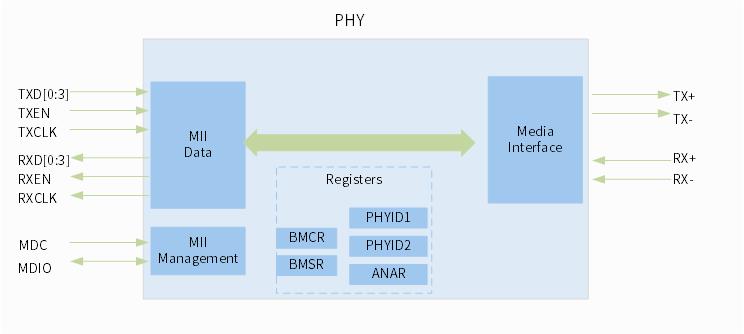 PHY
TXD[0:3]
TXEN
TXCLK
RXD[0:3]
RXEN
RXCLK
MDC
MDIO
MII
Data
MII
Management
Registers
BMCR
BMSR
PHYID1
PHYID2
ANAR
Media
Interface
TX+
TX-
RX+
RX-